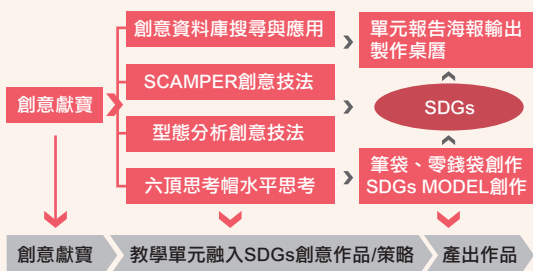 創意獻寶
創意資料庫搜尋與應用
SCAMPER創意技法
型態分析創意技法
六頂思考帽水平思考
單元報告海報輸出
製作桌曆
SDGs
筆袋、零錢袋創作
SDGs MODEL創作
創意獻寶
教學單元融入SDGs創意作品/策略
產出作品